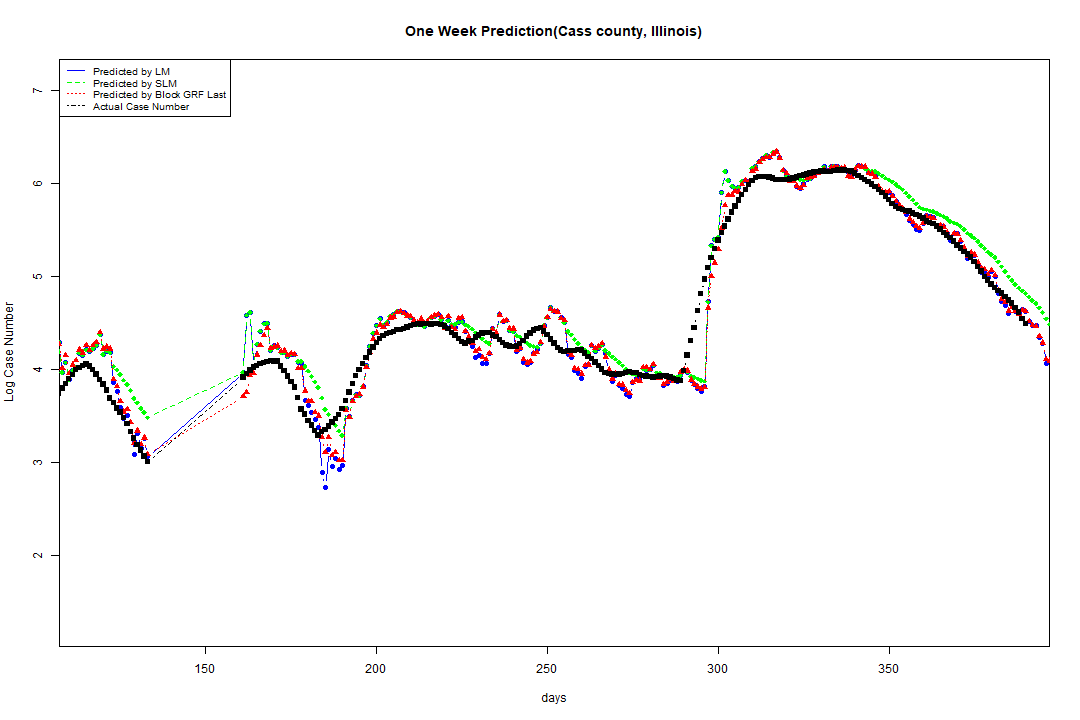 One Week Prediction(Cass county, Illinois)
Predicted by LM
Predicted by SLM
Predicted by Block GRF Last
Actual Case Number
Log Case Number
7
6
5
4
3
2
150 200 250 300 350
days